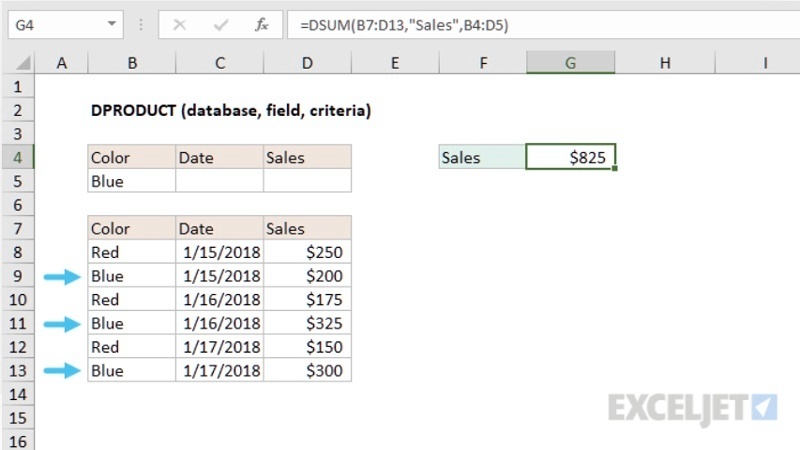 G4 fx =DSUM(B7:D13,"Sales",B4:D5)
A B C D E F G H I
1
2 DPRODUCT (database, field, criteria)
3
4 Color Date Sales Sales $825
5 Blue
6
7 Color Date Sales
8 Red 1/15/2018 $250
9 Blue 1/15/2018 $200
10 Red 1/16/2018 $175
11 Blue 1/16/2018 $325
12 Red 1/17/2018 $150
13 Blue 1/17/2018 $300
14
15
16
EXCELJET